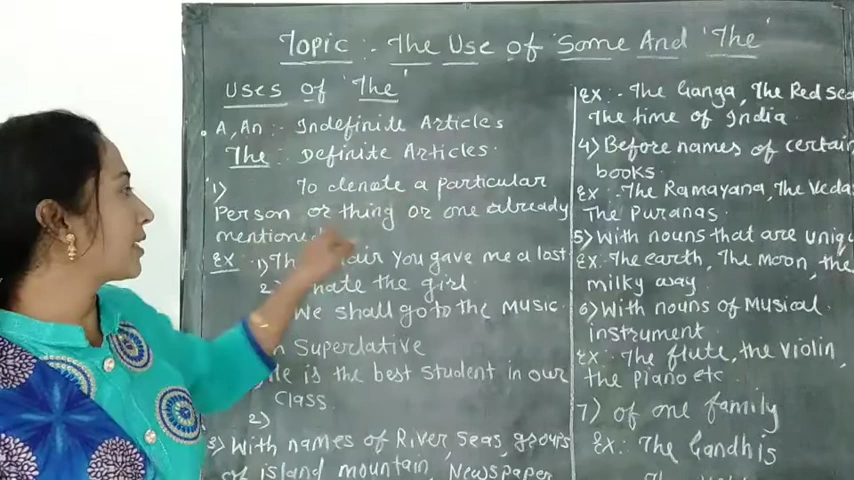 Topic :- The Use of Some And 'The'
Uses of 'The'
A, An :- Indefinite Articles
The : Definite Articles.
1) To denote a particular
Person or thing or one already
mentioned
Ex :- 1) The you gave me a lost
2) hate the girl
We shall go to the Music.
Superlative
is the best student in our
Class.
2)
3) With names of River, Seas, groups
of island mountain, Newspaper
Ex :- The Ganga, The Red Sea
The time of India
4) Before names of certain
books.
Ex :- The Ramayana, The Veda
The Puranas.
5) With nouns that are uniq
Ex: The earth, The Moon, the
milky way
6) With nouns of Musical
instrument
Ex :- The flute, the violin,
the piano etc
7) of one family
Ex :- The Gandhis